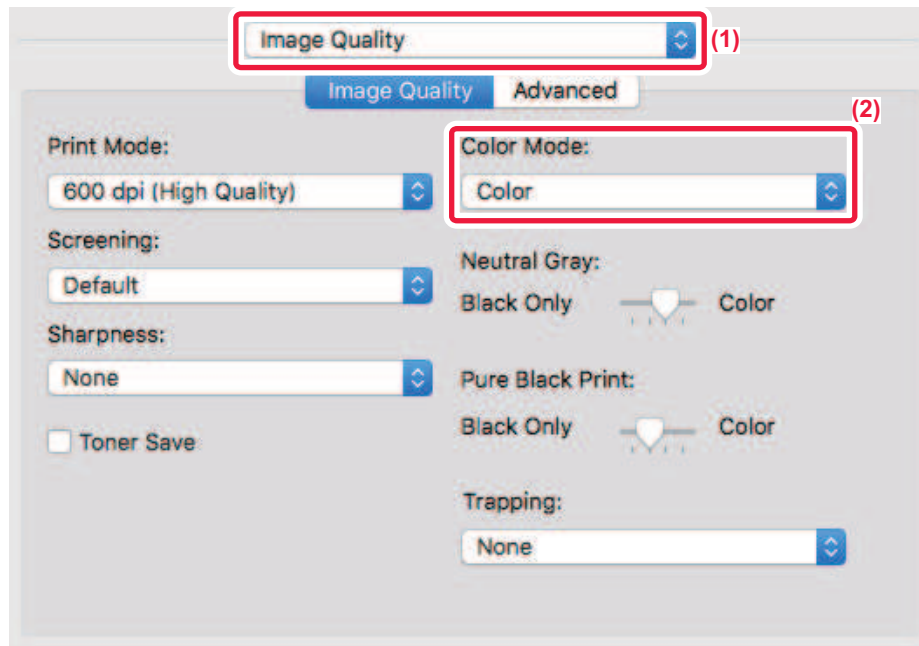 Image Quality
(1)
Image Quality
Advanced
(2)
Print Mode:
600 dpi (High Quality)
Screening:
Default
Sharpness:
None
Toner Save
Color Mode:
Color
Neutral Gray:
Black Only
Color
Pure Black Print:
Black Only
Color
Trapping:
None